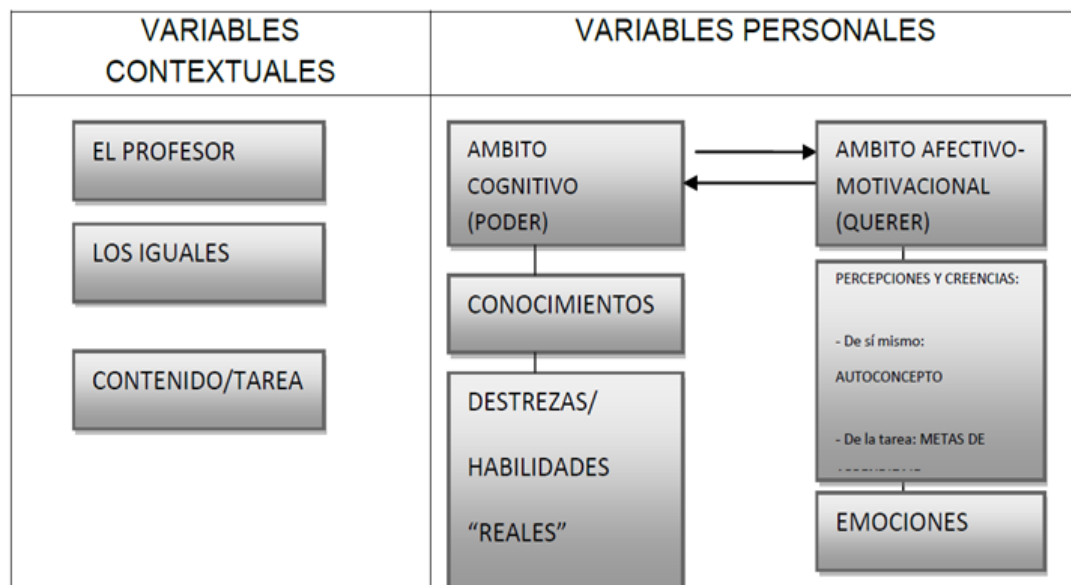 VARIABLES
CONTEXTUALES
VARIABLES PERSONALES
EL PROFESOR
LOS IGUALES
CONTENIDO/TAREA
AMBITO
COGNITIVO
(PODER)
CONOCIMIENTOS
DESTREZAS/
HABILIDADES
“REALES”
AMBITO AFECTIVO-
MOTIVACIONAL
(QUERER)
PERCEPCIONES Y CREENCIAS:
- De sí mismo:
AUTOCONCEPTO
- De la tarea: METAS DE
EMOCIONES